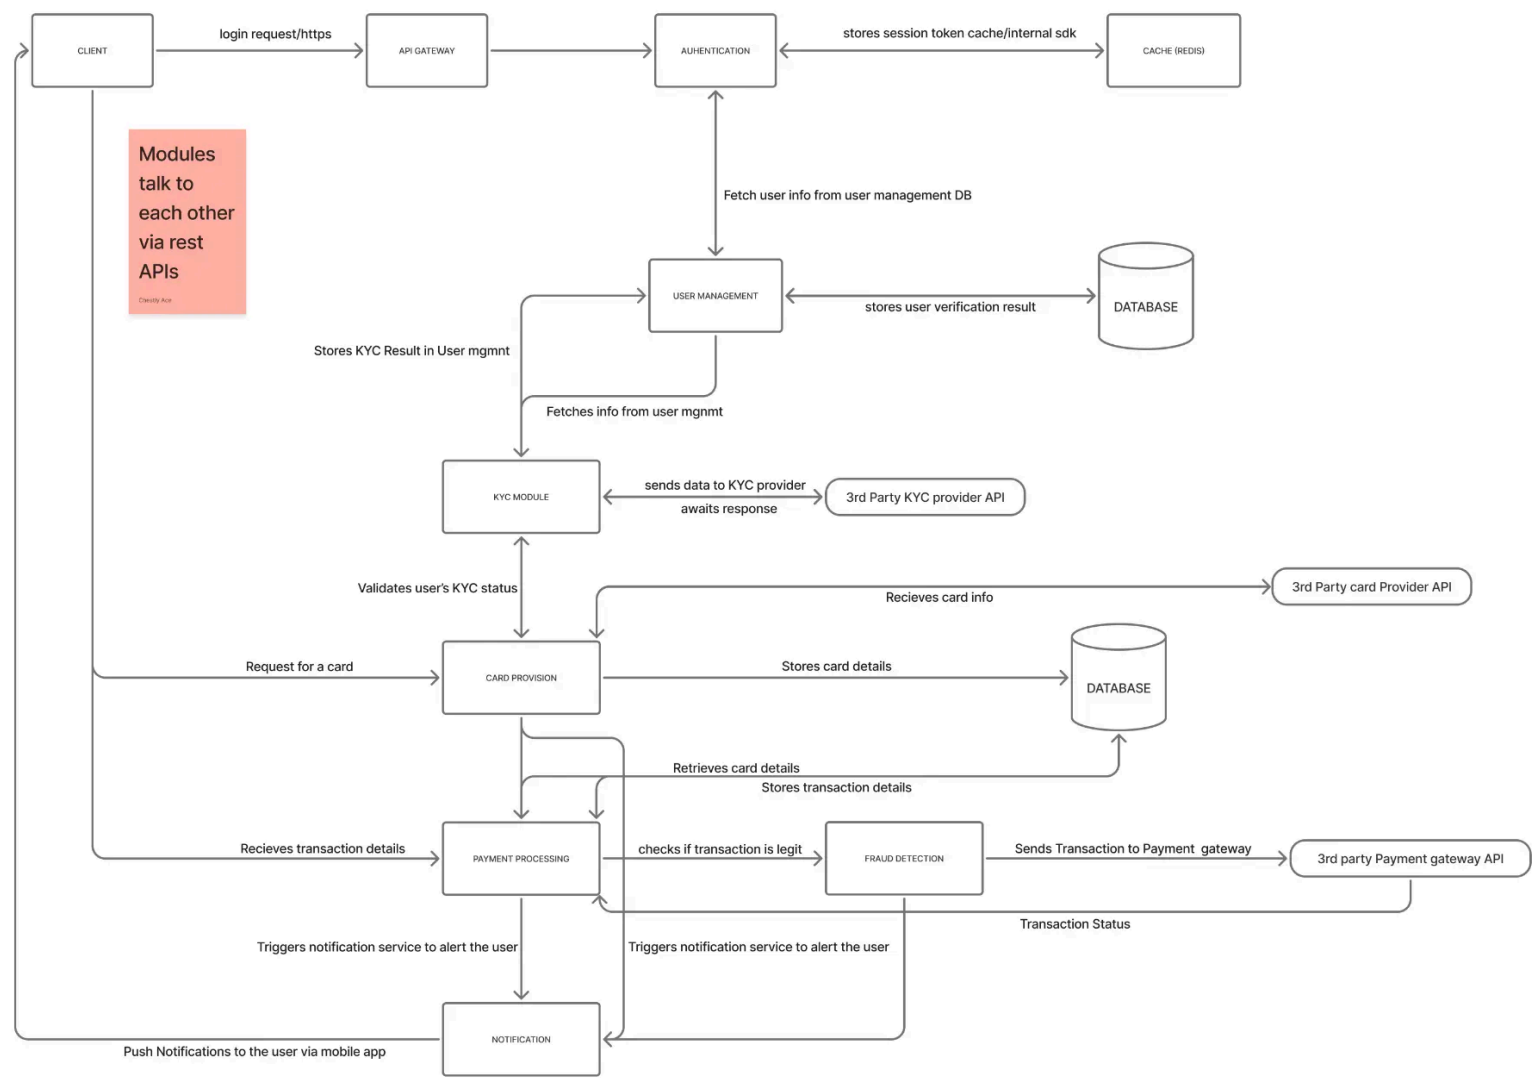 login request/https
stores session token cache/internal sdk
CLIENT
API GATEWAY
AUHENTICATION
CACHE (REDIS)
Modules
talk to
each other
via rest
APIs
Fetch user info from user management DB
USER MANAGEMENT
stores user verification result
DATABASE
Stores KYC Result in User mgmnt
Fetches info from user mgnmt
KYC MODULE
sends data to KYC provider
awaits response
3rd Party KYC provider API
Validates user's KYC status
Recieves card info
3rd Party card Provider API
Request for a card
CARD PROVISION
Stores card details
DATABASE
Retrieves card details
Stores transaction details
Recieves transaction details
PAYMENT PROCESSING
checks if transaction is legit
FRAUD DETECTION
Sends Transaction to Payment gateway
3rd party Payment gateway API
Transaction Status
Triggers notification service to alert the user
Triggers notification service to alert the user
NOTIFICATION
Push Notifications to the user via mobile app